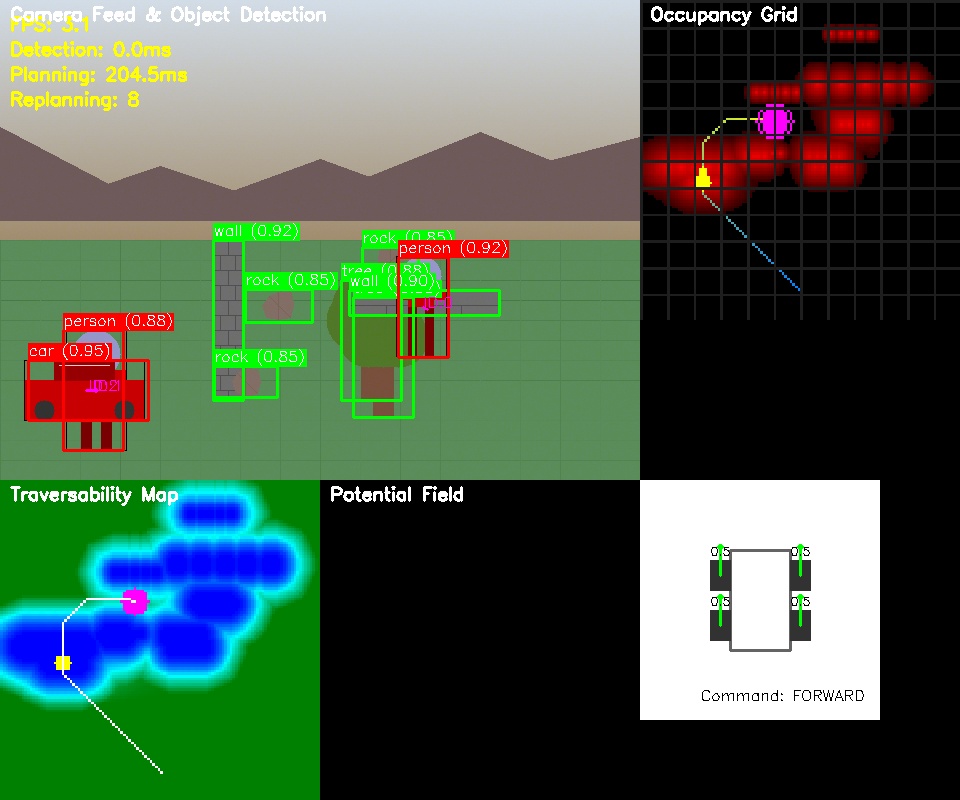 Camera Feed & Object Detection
FPS: 3.1
Detection: 0.0ms
Planning: 204.5ms
Replanning: 8
Occupancy Grid
wall (0.92)
rock (0.85)
person (0.92)
tree (0.88)
rock (0.85)
wall (0.90)
person (0.88)
car (0.95)
rock (0.85)
Traversability Map
Potential Field
0.5 0.5
0.5 0.5
Command: FORWARD